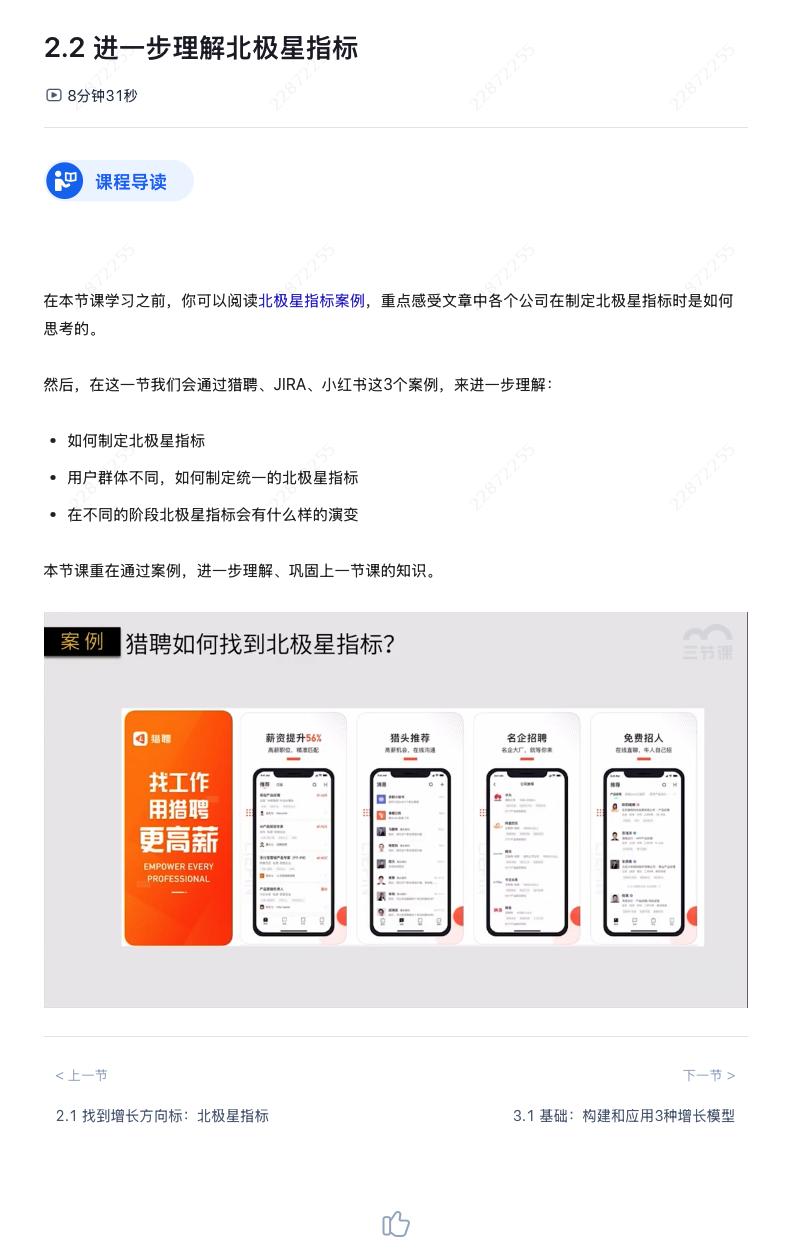 2.2 进一步理解北极星指标
8分钟31秒
课程导读
在本节课学习之前，你可以阅读北极星指标案例，重点感受文章中各个公司在制定北极星指标时是如何
思考的。
然后，在这一节我们会通过猎聘、JIRA、小红书这3个案例，来进一步理解：
如何制定北极星指标
用户群体不同，如何制定统一的北极星指标
在不同的阶段北极星指标会有什么样的演变
本节课重在通过案例，进一步理解、巩固上一节课的知识。
案例 猎聘如何找到北极星指标?
三节课
猎聘
找工作
用猎聘
更高薪
EMPOWER EVERY
PROFESSIONAL
薪资提升56%
高薪职位，精准匹配
猎头推荐
高薪机会，在线沟通
名企招聘
名企大厂，就等你来
免费招人
在线直聊，牛人自己招
< 上一节
下一节 >
2.1 找到增长方向标：北极星指标
3.1 基础：构建和应用3种增长模型
22872255